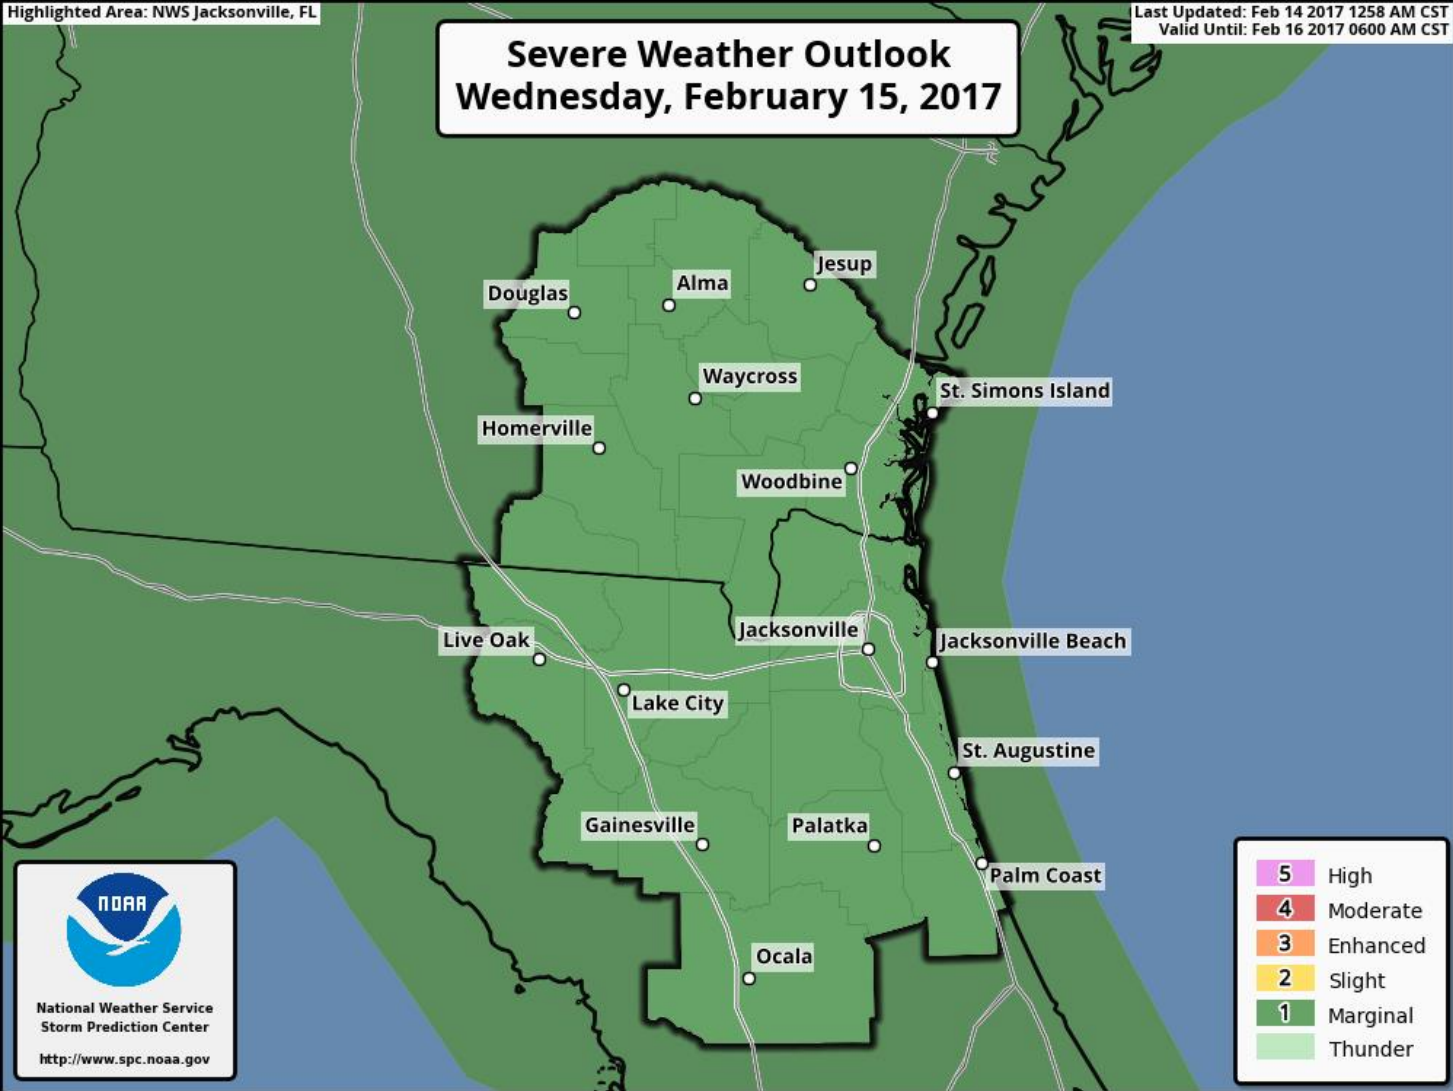 Highlighted Area: NWS Jacksonville, FL
Last Updated: Feb 14 2017 1258 AM CST
Valid Until: Feb 16 2017 0600 AM CST
Severe Weather Outlook
Wednesday, February 15, 2017
Jesup
Alma
Douglas
Waycross
St. Simons Island
Homerville
Woodbine
Jacksonville
Live Oak
Jacksonville Beach
Lake City
St. Augustine
Gainesville
Palatka
Palm Coast
Ocala
NOAA
National Weather Service
Storm Prediction Center
http://www.spc.noaa.gov
5 High
4 Moderate
3 Enhanced
2 Slight
1 Marginal
Thunder